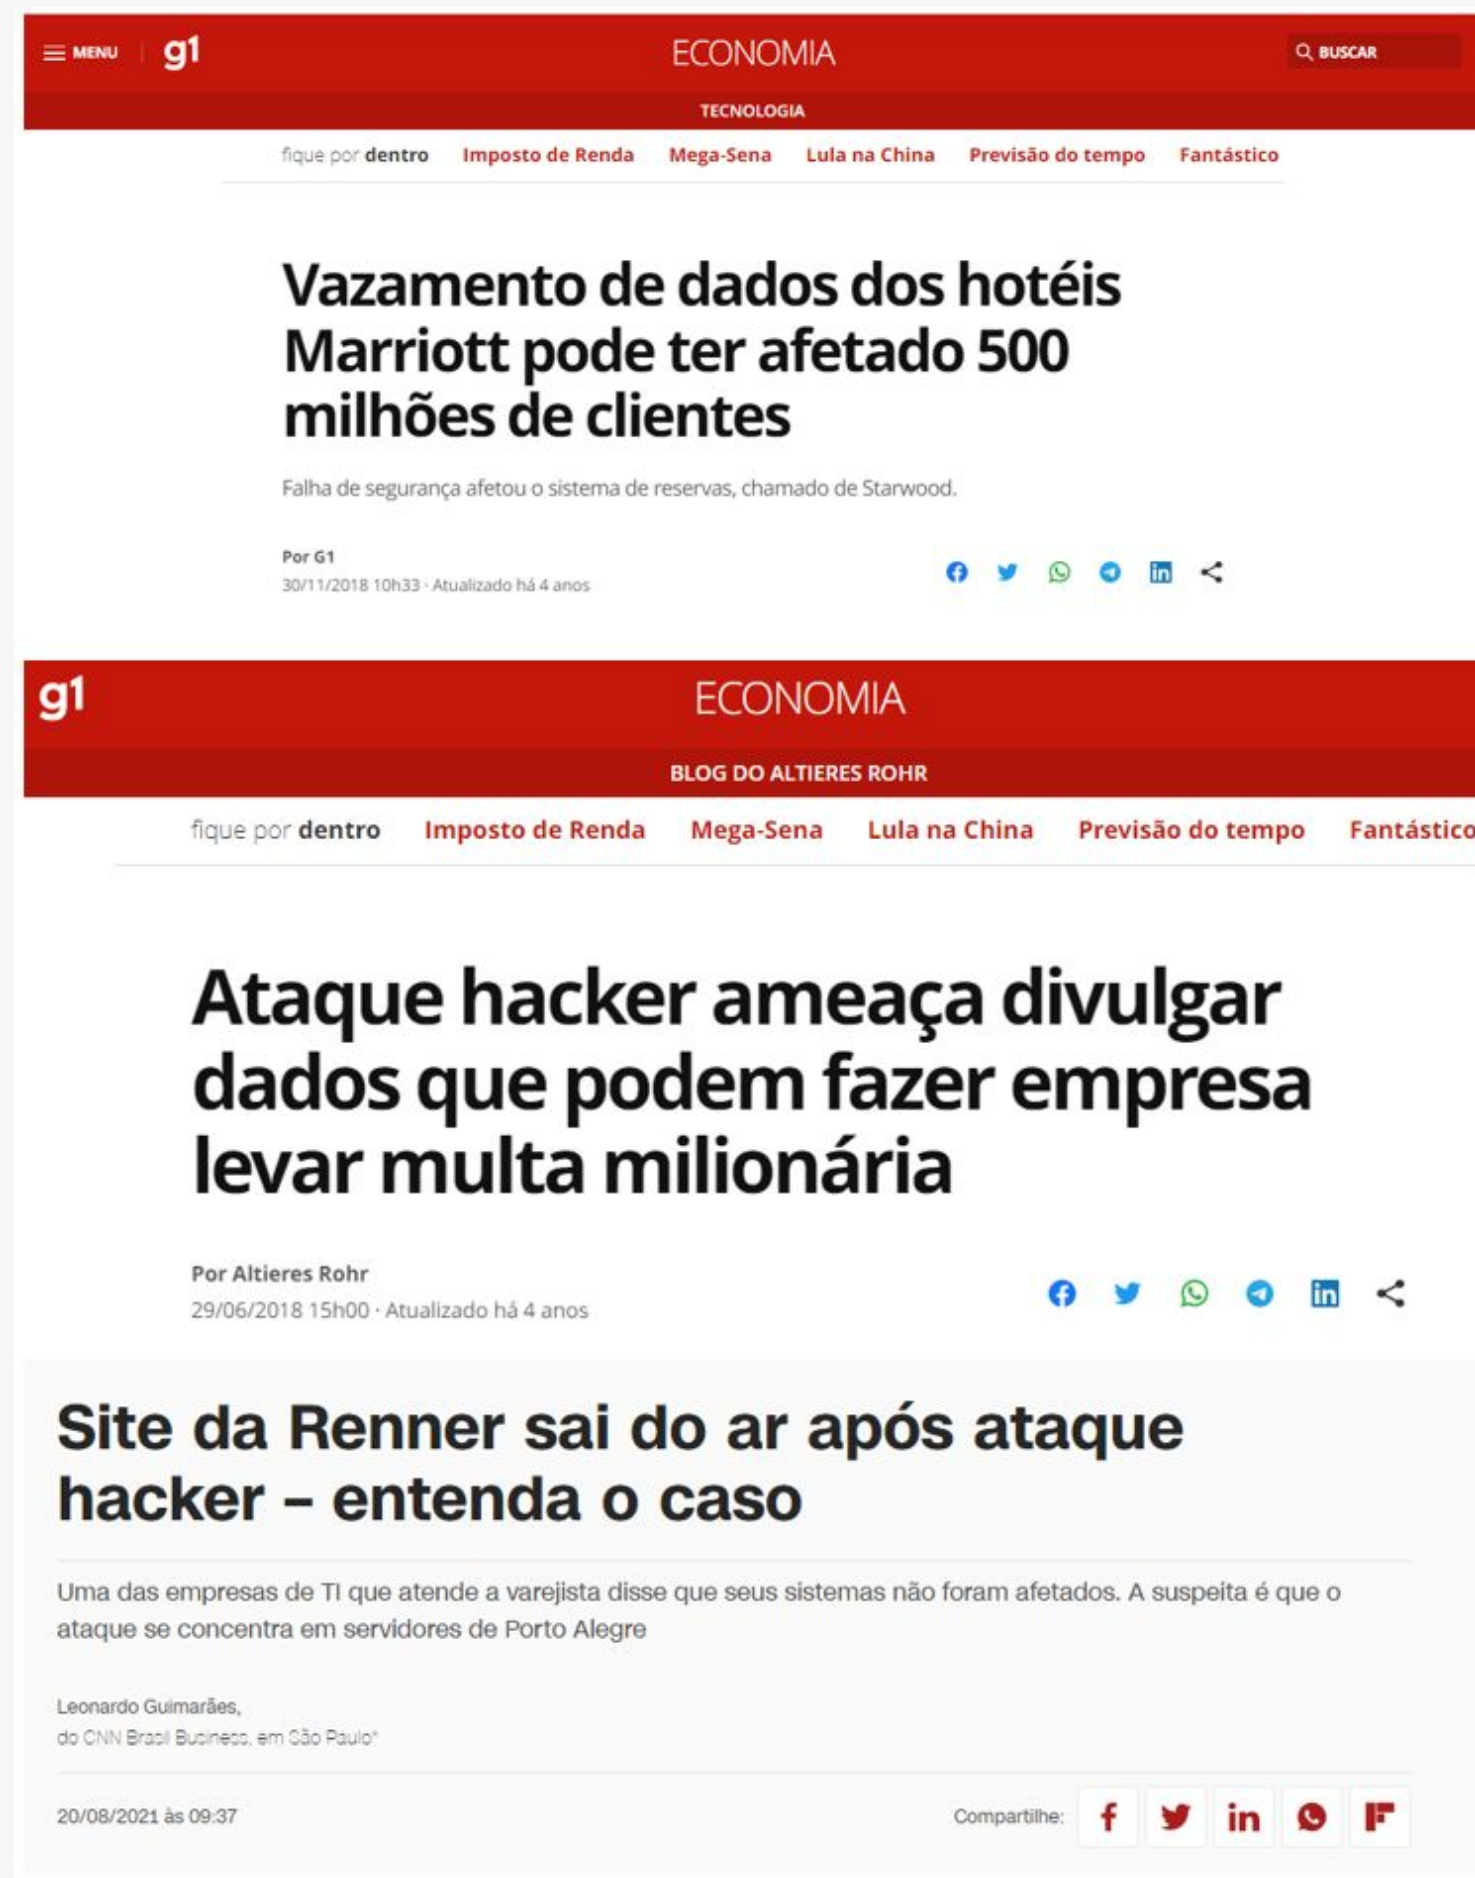 MENU g1 ECONOMIA BUSCAR
TECNOLOGIA
fique por dentro Imposto de Renda Mega-Sena Lula na China Previsão do tempo Fantástico
Vazamento de dados dos hotéis
Marriott pode ter afetado 500
milhões de clientes
Falha de segurança afetou o sistema de reservas, chamado de Starwood.
Por G1
30/11/2018 10h33 · Atualizado há 4 anos
g1 ECONOMIA
BLOG DO ALTIERES ROHR
fique por dentro Imposto de Renda Mega-Sena Lula na China Previsão do tempo Fantástico
Ataque hacker ameaça divulgar
dados que podem fazer empresa
levar multa milionária
Por Altieres Rohr
29/06/2018 15h00 · Atualizado há 4 anos
Site da Renner sai do ar após ataque
hacker – entenda o caso
Uma das empresas de TI que atende a varejista disse que seus sistemas não foram afetados. A suspeita é que o
ataque se concentra em servidores de Porto Alegre
Leonardo Guimarães,
do CNN Brasil Business, em São Paulo*
20/08/2021 às 09:37
Compartilhe: